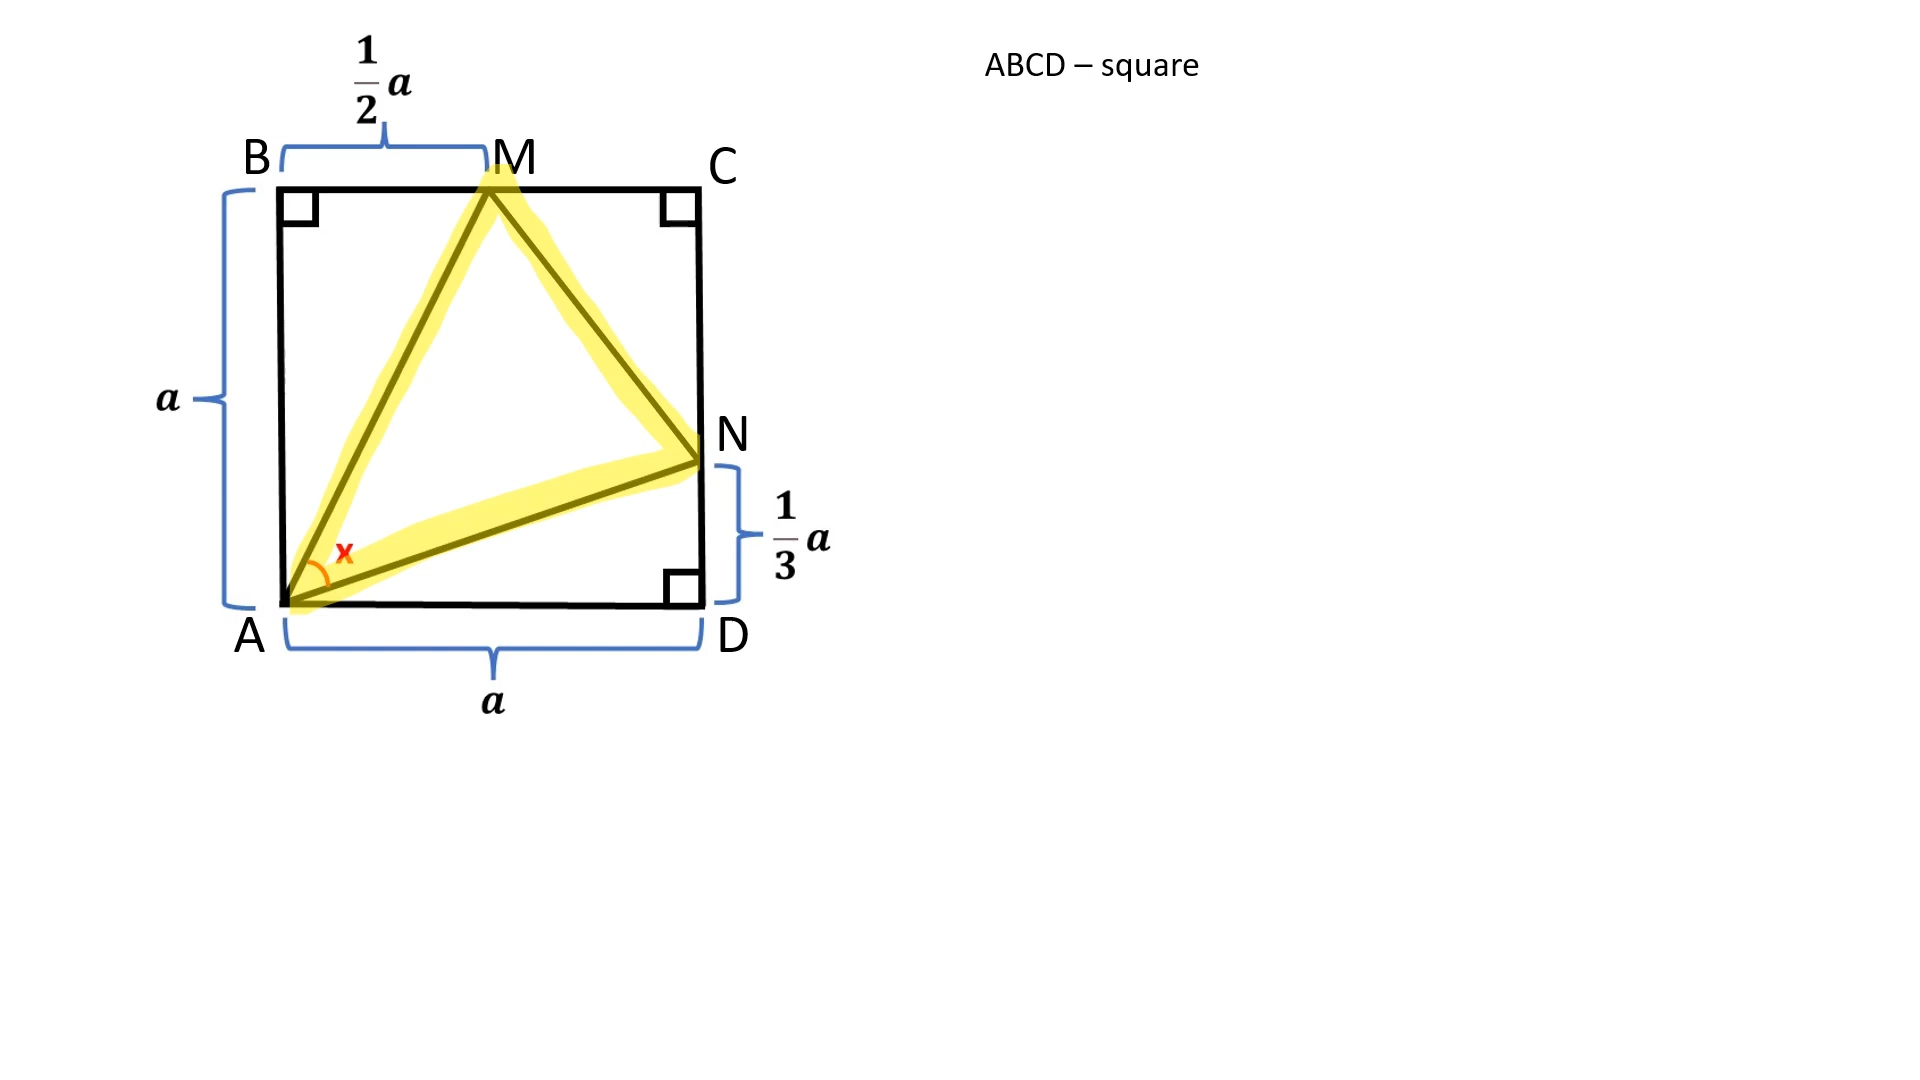 ABCD – square
1/2 a
B M C
a
N
1/3 a
x
A D
a